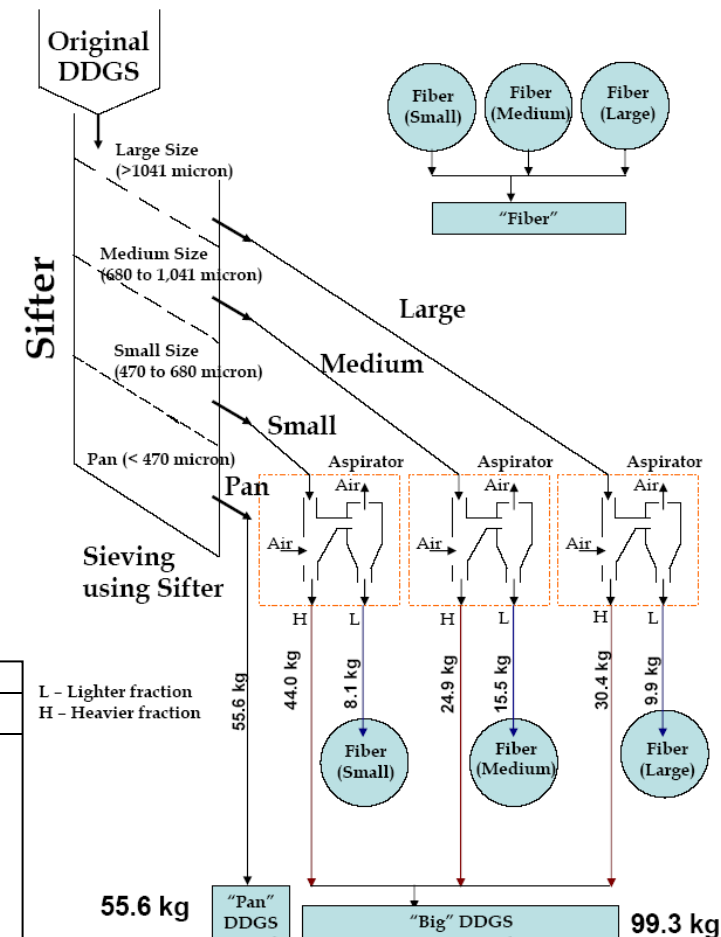 Original
DDGS
Fiber
(Small)
Fiber
(Medium)
Fiber
(Large)
"Fiber"
Large Size
(>1041 micron)
Medium Size
(680 to 1,041 micron)
Small Size
(470 to 680 micron)
Pan (< 470 micron)
Sifter
Large
Medium
Small
Pan
Sieving
using Sifter
Aspirator
Air
Air
H
L
Aspirator
Air
Air
H
L
Aspirator
Air
Air
H
L
L – Lighter fraction
H – Heavier fraction
55.6 kg
44.0 kg
8.1 kg
24.9 kg
15.5 kg
30.4 kg
9.9 kg
Fiber
(Small)
Fiber
(Medium)
Fiber
(Large)
55.6 kg
"Pan"
DDGS
"Big" DDGS
99.3 kg